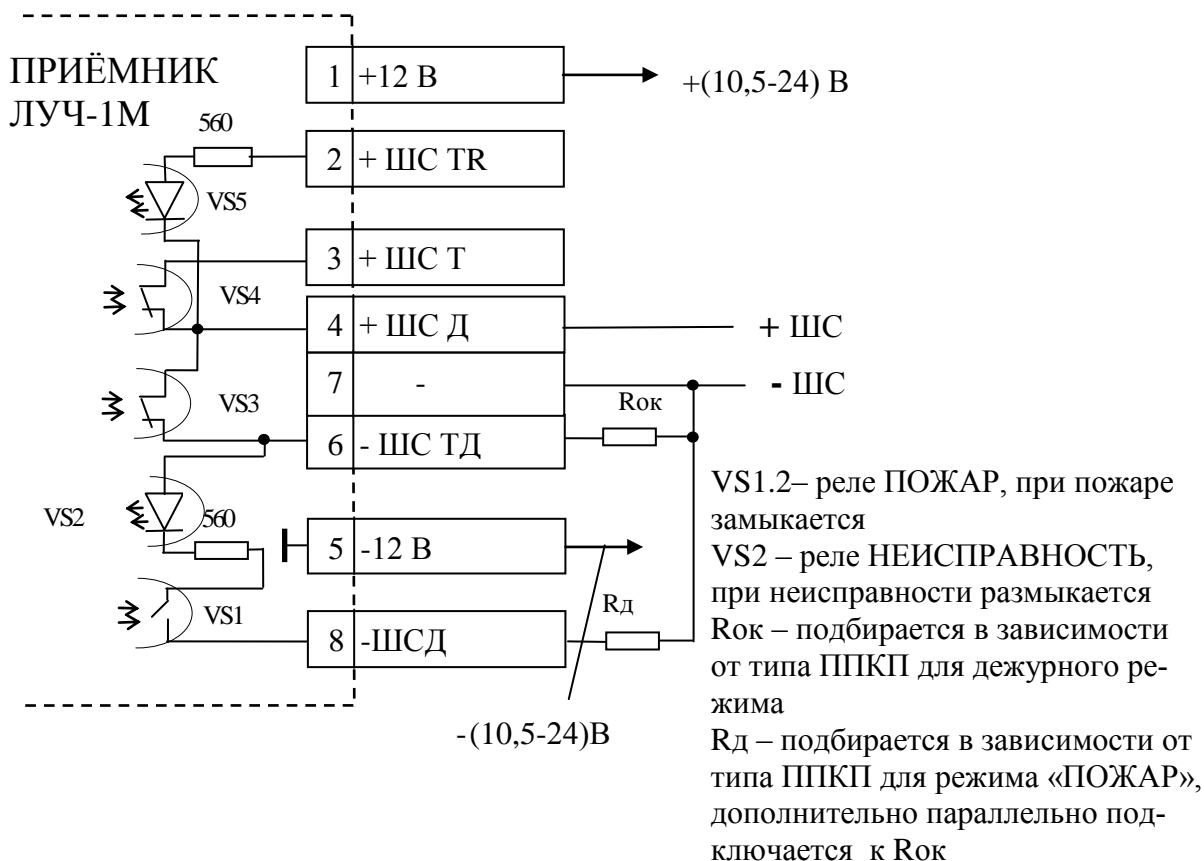 ПРИЁМНИК
ЛУЧ-1М
1 +12 В
+(10,5-24) В
560
2 + ШС TR
VS5
3 + ШС Т
VS4
4 + ШС Д
+ ШС
7 -
- ШС
VS3
Rок
6 - ШС ТД
VS2
560
5 -12 В
VS1
Rд
8 -ШСД
-(10,5-24)В
VS1.2– реле ПОЖАР, при пожаре
замыкается
VS2 – реле НЕИСПРАВНОСТЬ,
при неисправности размыкается
Rок – подбирается в зависимости
от типа ППКП для дежурного ре-
жима
Rд – подбирается в зависимости от
типа ППКП для режима «ПОЖАР»,
дополнительно параллельно под-
ключается к Rок